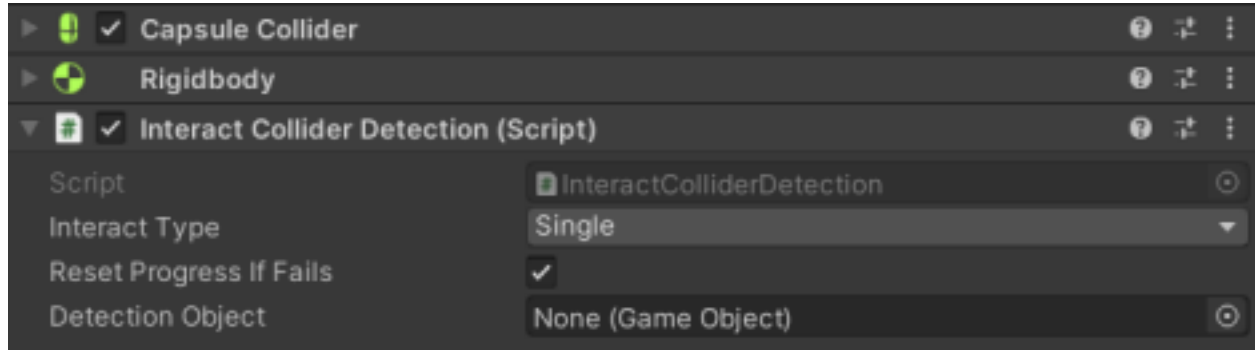 Capsule Collider
Rigidbody
Interact Collider Detection (Script)
Script InteractColliderDetection
Interact Type Single
Reset Progress If Fails
Detection Object None (Game Object)